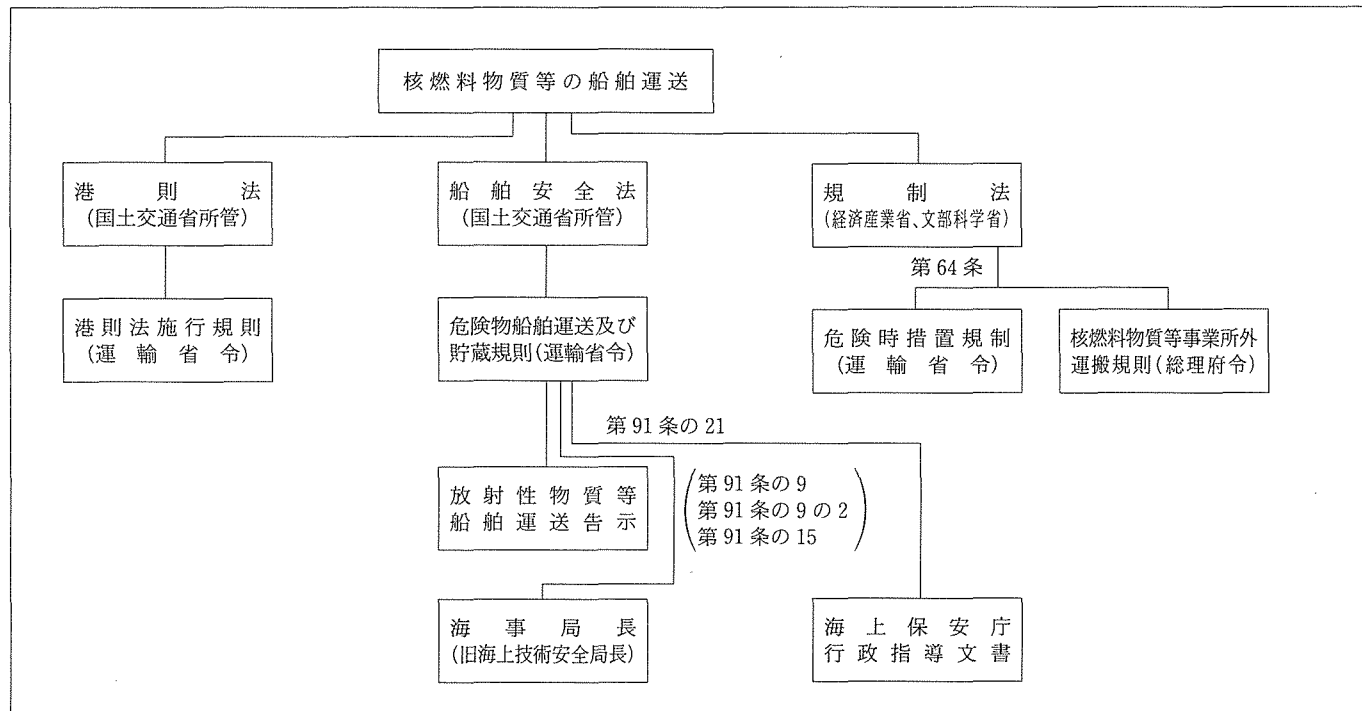 核燃料物質等の船舶運送
港則法
(国土交通省所管)
船舶安全法
(国土交通省所管)
規制法
(経済産業省、文部科学省)
第64条
港則法施行規則
(運輸省令)
危険物船舶運送及び
貯蔵規則(運輸省令)
危険時措置規制
(運輸省令)
核燃料物質等事業所外
運搬規則(総理府令)
第91条の21
放射性物質等
船舶運送告示
第91条の9
第91条の9の2
第91条の15
海事局長
(旧海上技術安全局長)
海上保安庁
行政指導文書